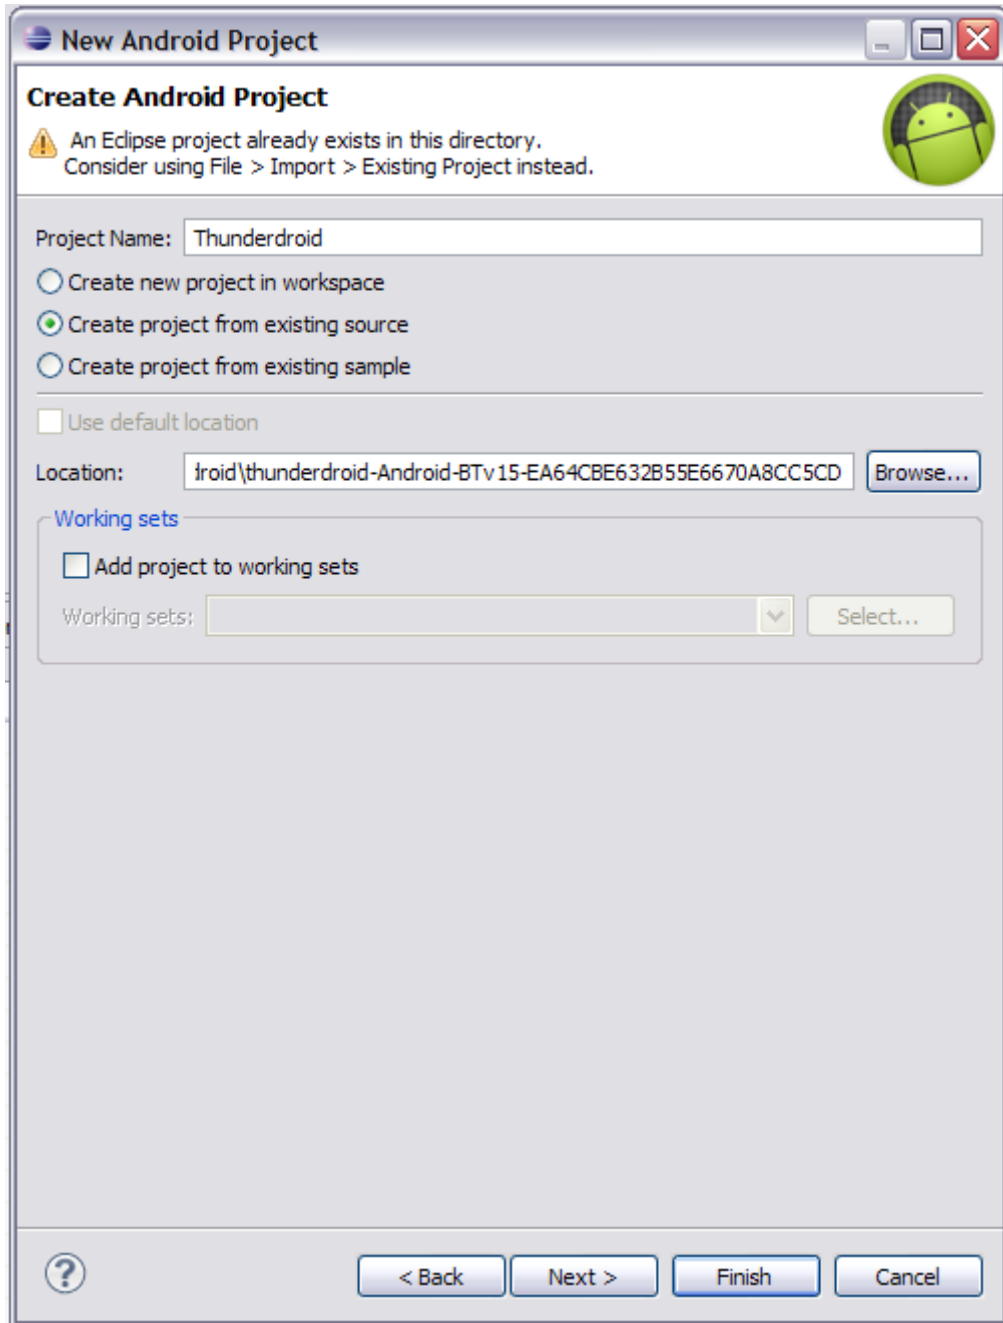 New Android Project
Create Android Project
An Eclipse project already exists in this directory.
Consider using File > Import > Existing Project instead.
Project Name: Thunderdroid
Create new project in workspace
Create project from existing source
Create project from existing sample
Use default location
Location: lroid\thunderdroid-Android-BTv15-EA64CBE632B55E6670A8CC5CD Browse...
Working sets
Add project to working sets
Working sets: Select...
? < Back Next > Finish Cancel